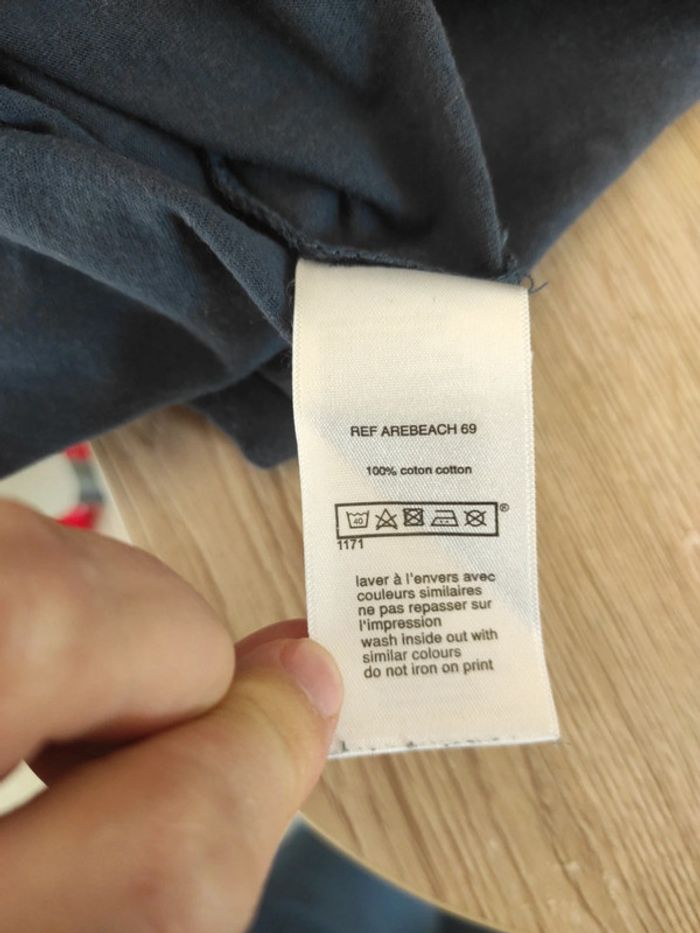 REF AREBEACH 69
100% coton cotton
40
®
1171
laver à l'envers avec
couleurs similaires
ne pas repasser sur
l'impression
wash inside out with
similar colours
do not iron on print